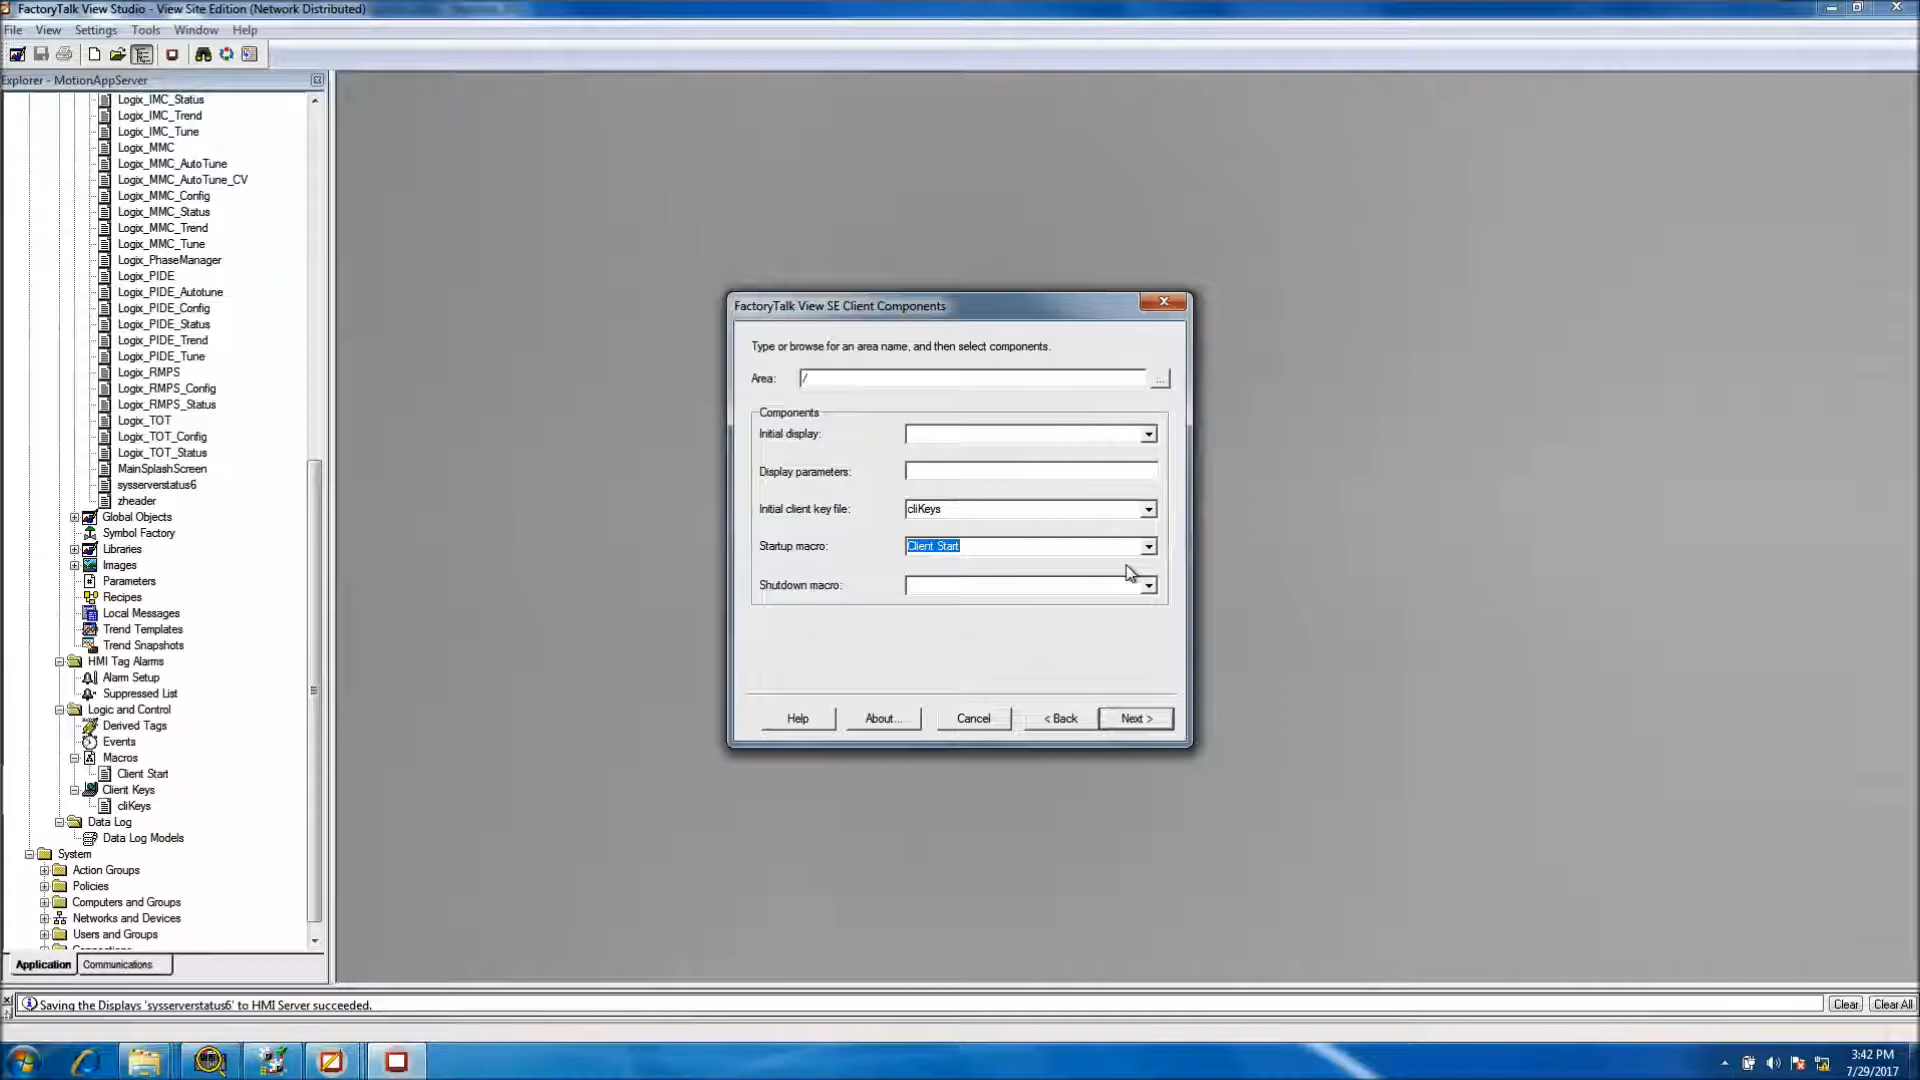 FactoryTalk View Studio - View Site Edition (Network Distributed)
File View Settings Tools Window Help
Explorer - MotionAppServer
Logix_IMC_Status
Logix_IMC_Trend
Logix_IMC_Tune
Logix_MMC
Logix_MMC_AutoTune
Logix_MMC_AutoTune_CV
Logix_MMC_Config
Logix_MMC_Status
Logix_MMC_Trend
Logix_MMC_Tune
Logix_PhaseManager
Logix_PIDE
Logix_PIDE_Autotune
Logix_PIDE_Config
Logix_PIDE_Status
Logix_PIDE_Trend
Logix_PIDE_Tune
Logix_RMPS
Logix_RMPS_Config
Logix_RMPS_Status
Logix_TOT
Logix_TOT_Config
Logix_TOT_Status
MainSplashScreen
sysserverstatus6
zheader
Global Objects
Symbol Factory
Libraries
Images
Parameters
Recipes
Local Messages
Trend Templates
Trend Snapshots
HMI Tag Alarms
Alarm Setup
Suppressed List
Logic and Control
Derived Tags
Events
Macros
Client Start
Client Keys
cliKeys
Data Log
Data Log Models
System
Action Groups
Policies
Computers and Groups
Networks and Devices
Users and Groups
Application Communications
FactoryTalk View SE Client Components
Type or browse for an area name, and then select components.
Area: / ...
Components
Initial display:
Display parameters:
Initial client key file: cliKeys
Startup macro: Client Start
Shutdown macro:
Help About... Cancel < Back Next >
Saving the Displays 'sysserverstatus6' to HMI Server succeeded.
Clear Clear All
3:42 PM
7/29/2017